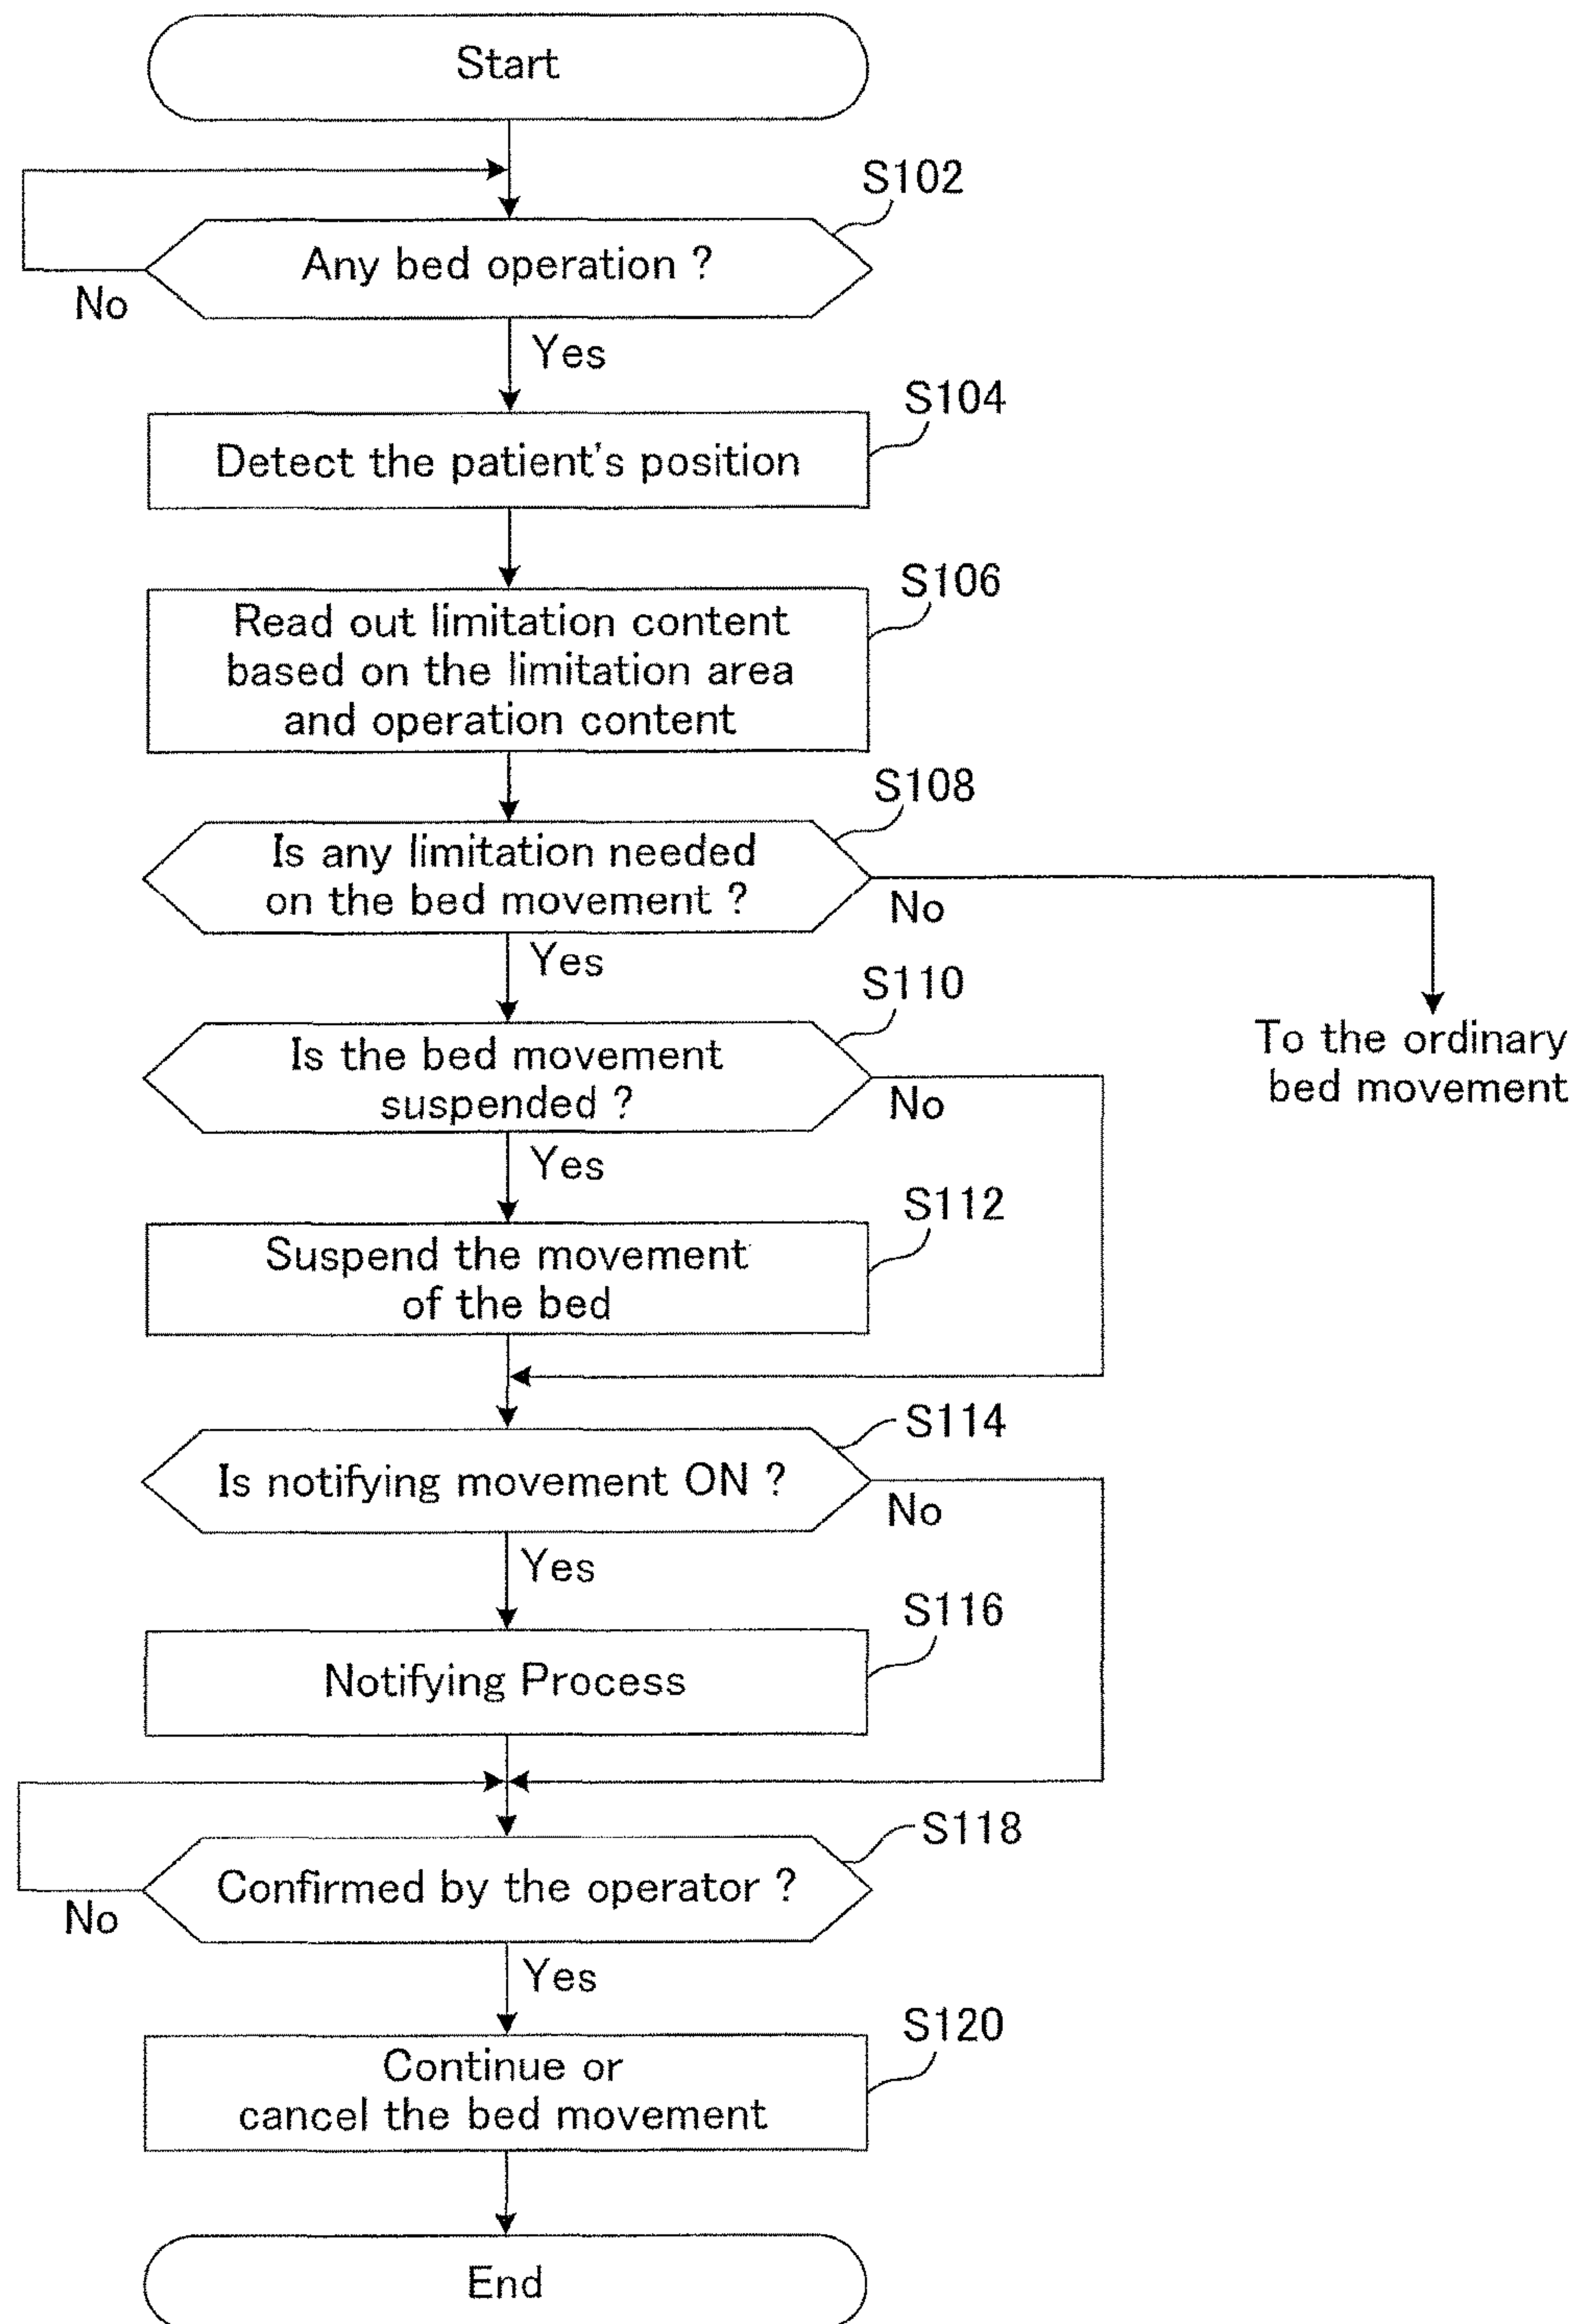 Start
S102
Any bed operation ?
No
Yes
S104
Detect the patient's position
S106
Read out limitation content
based on the limitation area
and operation content
S108
Is any limitation needed
on the bed movement ?
No
Yes
S110
Is the bed movement
suspended ?
No
To the ordinary
bed movement
Yes
S112
Suspend the movement
of the bed
S114
Is notifying movement ON ?
No
Yes
S116
Notifying Process
S118
Confirmed by the operator ?
No
Yes
S120
Continue or
cancel the bed movement
End